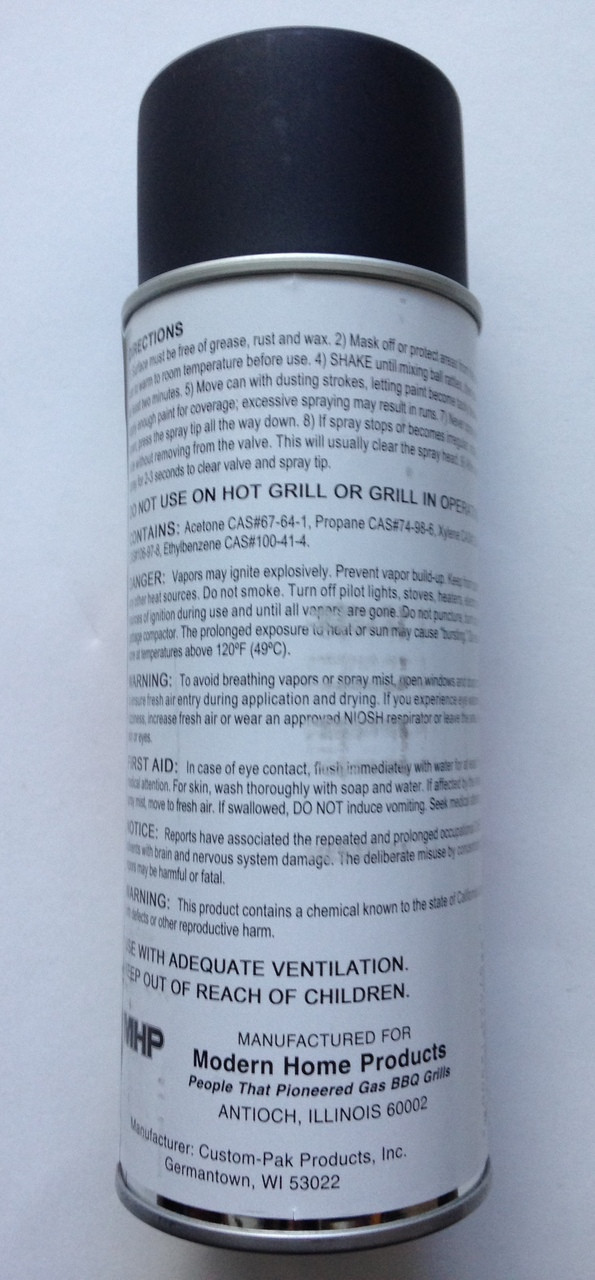 DIRECTIONS
Surface must be free of grease, rust and wax. 2) Mask off or protect areas
to warm to room temperature before use. 4) SHAKE until mixing ball rattles,
two minutes. 5) Move can with dusting strokes, letting paint become
enough paint for coverage; excessive spraying may result in runs. 7) Never
press the spray tip all the way down. 8) If spray stops or becomes irregular,
without removing from the valve. This will usually clear the spray head.
for 2-3 seconds to clear valve and spray tip.
DO NOT USE ON HOT GRILL OR GRILL IN OPERATION
CONTAINS: Acetone CAS#67-64-1, Propane CAS#74-98-6, Xylene
Ethylbenzene CAS#100-41-4.
DANGER: Vapors may ignite explosively. Prevent vapor build-up. Keep
other heat sources. Do not smoke. Turn off pilot lights, stoves, heaters,
of ignition during use and until all vapors are gone. Do not puncture,
compactor. The prolonged exposure to heat or sun may cause "bursting."
at temperatures above 120°F (49°C).
WARNING: To avoid breathing vapors or spray mist, open windows and
ensure fresh air entry during application and drying. If you experience eye
increase fresh air or wear an approved NIOSH respirator or leave the
or eyes.
FIRST AID: In case of eye contact, flush immediately with water for at
medical attention. For skin, wash thoroughly with soap and water. If affected by
mist, move to fresh air. If swallowed, DO NOT induce vomiting. Seek medical
NOTICE: Reports have associated the repeated and prolonged
with brain and nervous system damage. The deliberate misuse by
may be harmful or fatal.
WARNING: This product contains a chemical known to the state of California
defects or other reproductive harm.
USE WITH ADEQUATE VENTILATION.
KEEP OUT OF REACH OF CHILDREN.
MHP
MANUFACTURED FOR
Modern Home Products
People That Pioneered Gas BBQ Grills
ANTIOCH, ILLINOIS 60002
Manufacturer: Custom-Pak Products, Inc.
Germantown, WI 53022